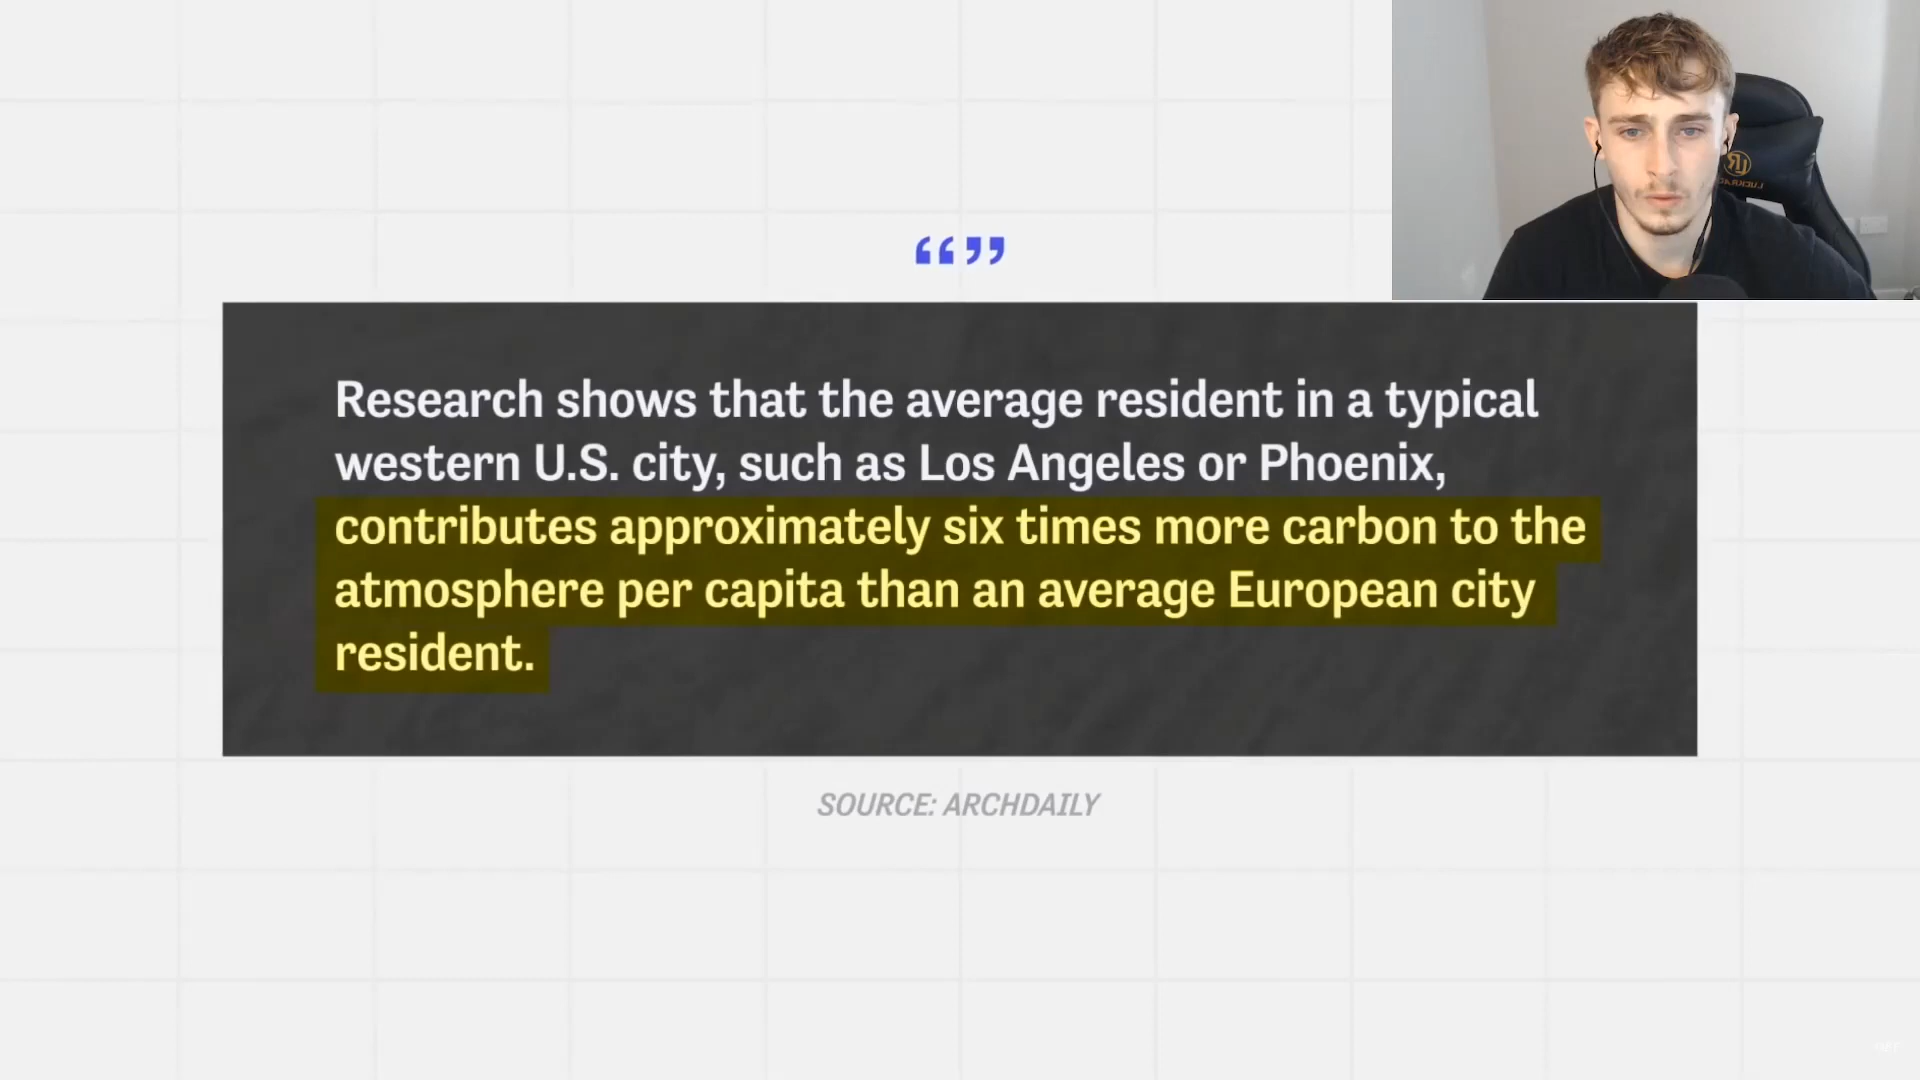 “”
Research shows that the average resident in a typical
western U.S. city, such as Los Angeles or Phoenix,
contributes approximately six times more carbon to the
atmosphere per capita than an average European city
resident.
SOURCE: ARCHDAILY